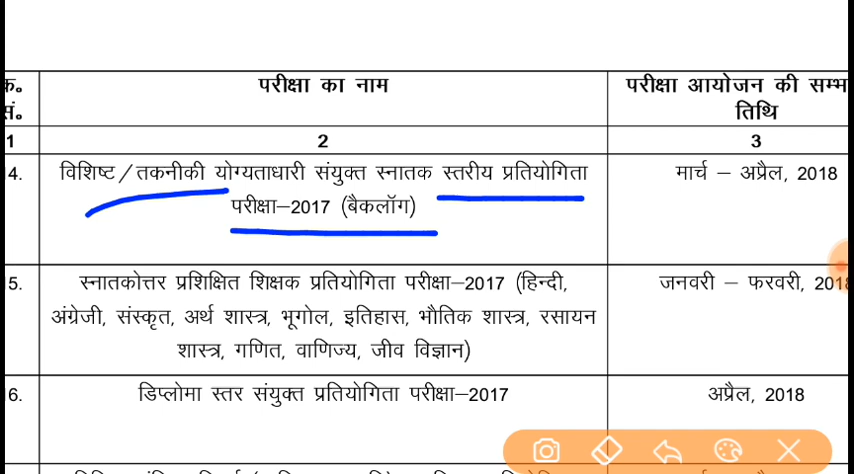 क्र०
सं०
परीक्षा का नाम
परीक्षा आयोजन की
तिथि
1
2
3
4.
विशिष्ट/तकनीकी योग्यताधारी संयुक्त स्नातक स्तरीय प्रतियोगिता
मार्च – अप्रैल, 2018
परीक्षा–2017 (बैकलॉग)
5.
स्नातकोत्तर प्रशिक्षित शिक्षक प्रतियोगिता परीक्षा–2017 (हिन्दी,
जनवरी – फरवरी, 2018
अंग्रेजी, संस्कृत, अर्थ शास्त्र, भूगोल, इतिहास, भौतिक शास्त्र, रसायन
शास्त्र, गणित, वाणिज्य, जीव विज्ञान)
6.
डिप्लोमा स्तर संयुक्त प्रतियोगिता परीक्षा–2017
अप्रैल, 2018